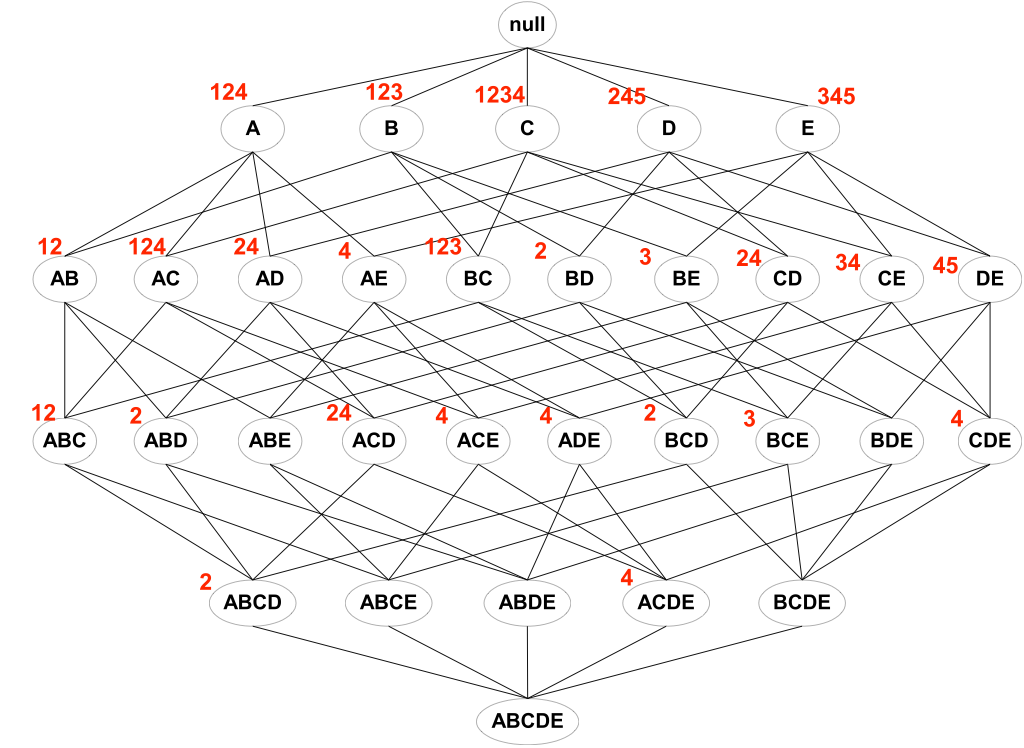 null
124 123 1234 245 345
A B C D E
12 124 24 4 123 2 3 24 34 45
AB AC AD AE BC BD BE CD CE DE
12 2 24 4 4 2 3 4
ABC ABD ABE ACD ACE ADE BCD BCE BDE CDE
2 4
ABCD ABCE ABDE ACDE BCDE
ABCDE